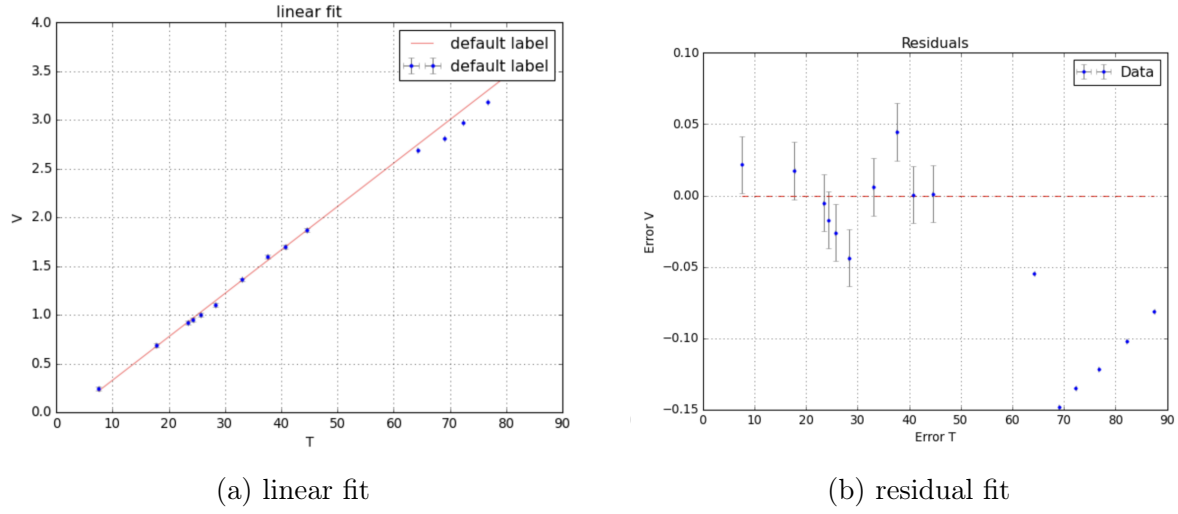 linear fit
4.0
3.5
3.0
2.5
2.0
1.5
1.0
0.5
0.0
V
default label
default label
0 10 20 30 40 50 60 70 80 90
T
(a) linear fit
Residuals
0.10
0.05
0.00
−0.05
−0.10
−0.15
Error V
Data
0 10 20 30 40 50 60 70 80 90
Error T
(b) residual fit